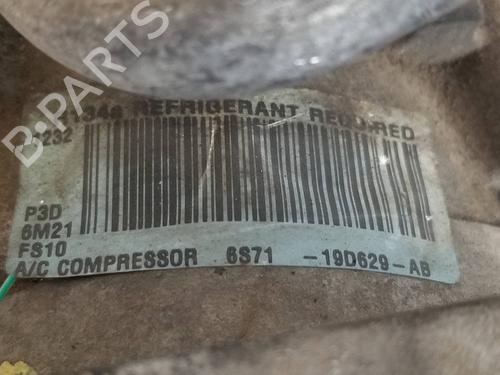 B-PARTS
REFRIGERANT REQUIRED
P3D
6M21
FS10
A/C COMPRESSOR 6S71 -19D629-AB